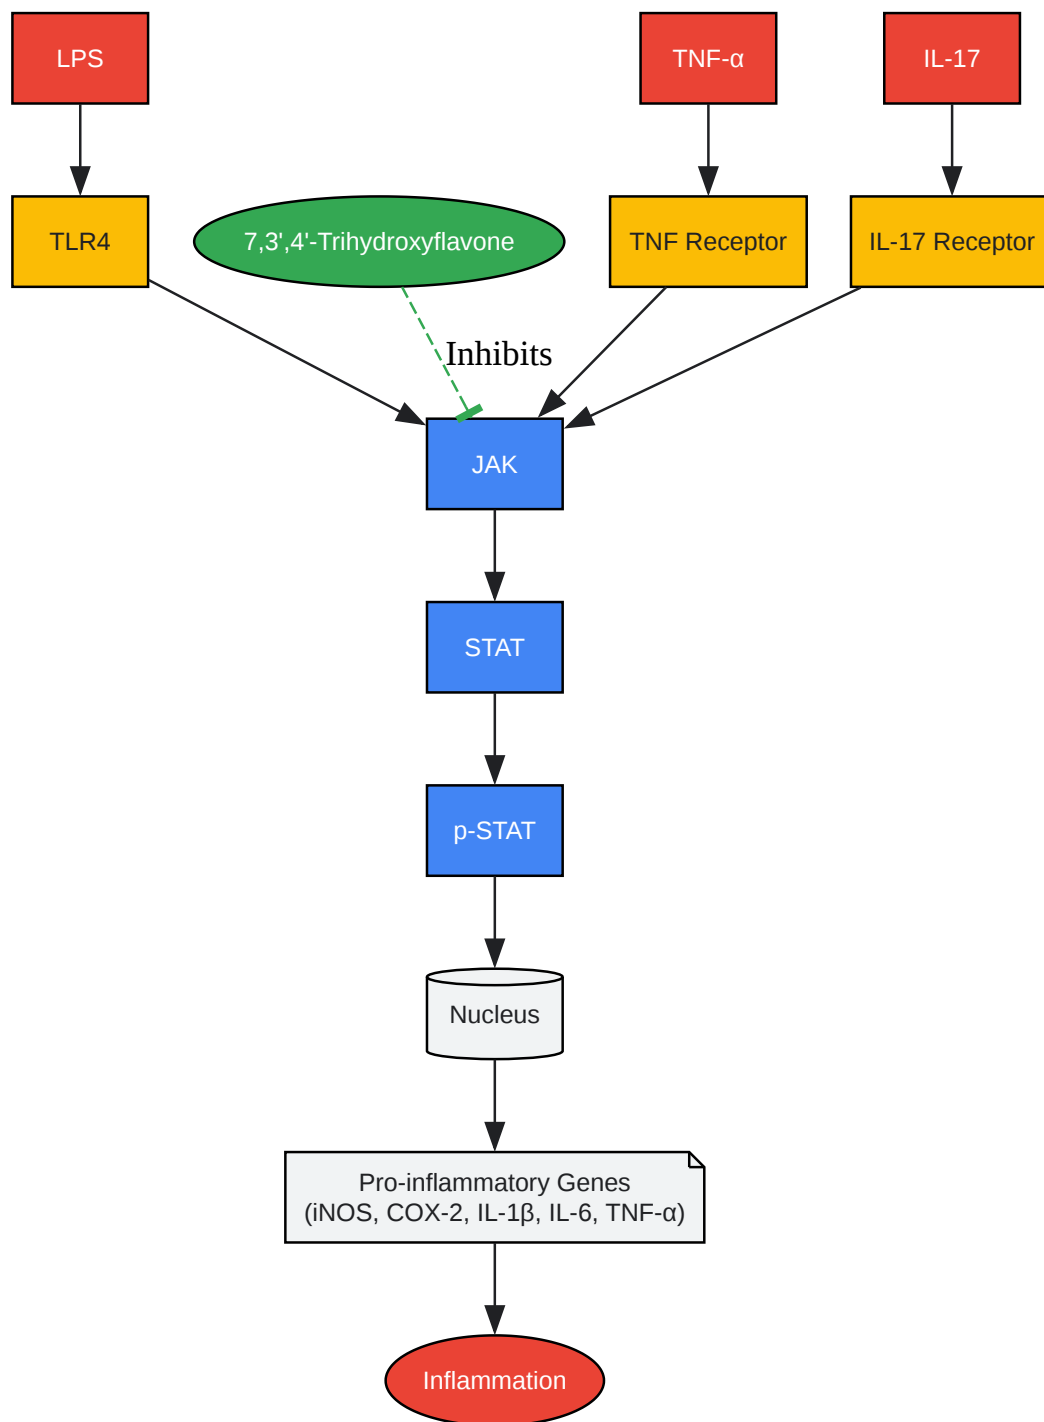 LPS
TNF-α
IL-17
TLR4
7,3',4'-Trihydroxyflavone
TNF Receptor
IL-17 Receptor
Inhibits
JAK
STAT
p-STAT
Nucleus
Pro-inflammatory Genes
(iNOS, COX-2, IL-1β, IL-6, TNF-α)
Inflammation